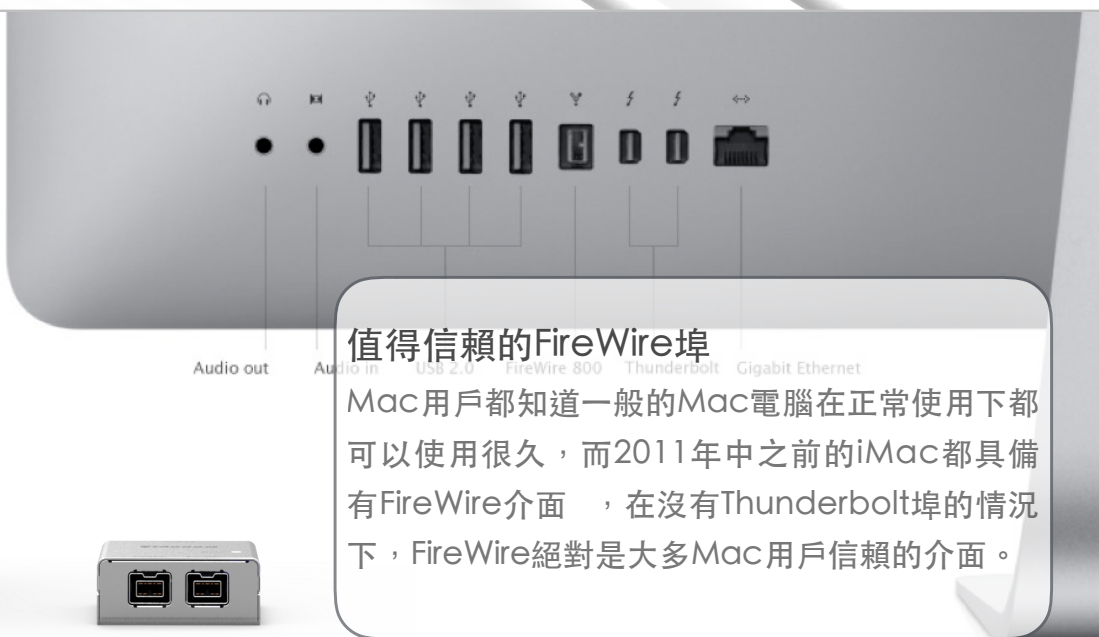 值得信賴的FireWire埠
Audio out Audio in USB 2.0 FireWire 800 Thunderbolt Gigabit Ethernet
Mac用戶都知道一般的Mac電腦在正常使用下都
可以使用很久，而2011年中之前的iMac都具備
有FireWire介面 ，在沒有Thunderbolt埠的情況
下，FireWire絕對是大多Mac用戶信賴的介面。